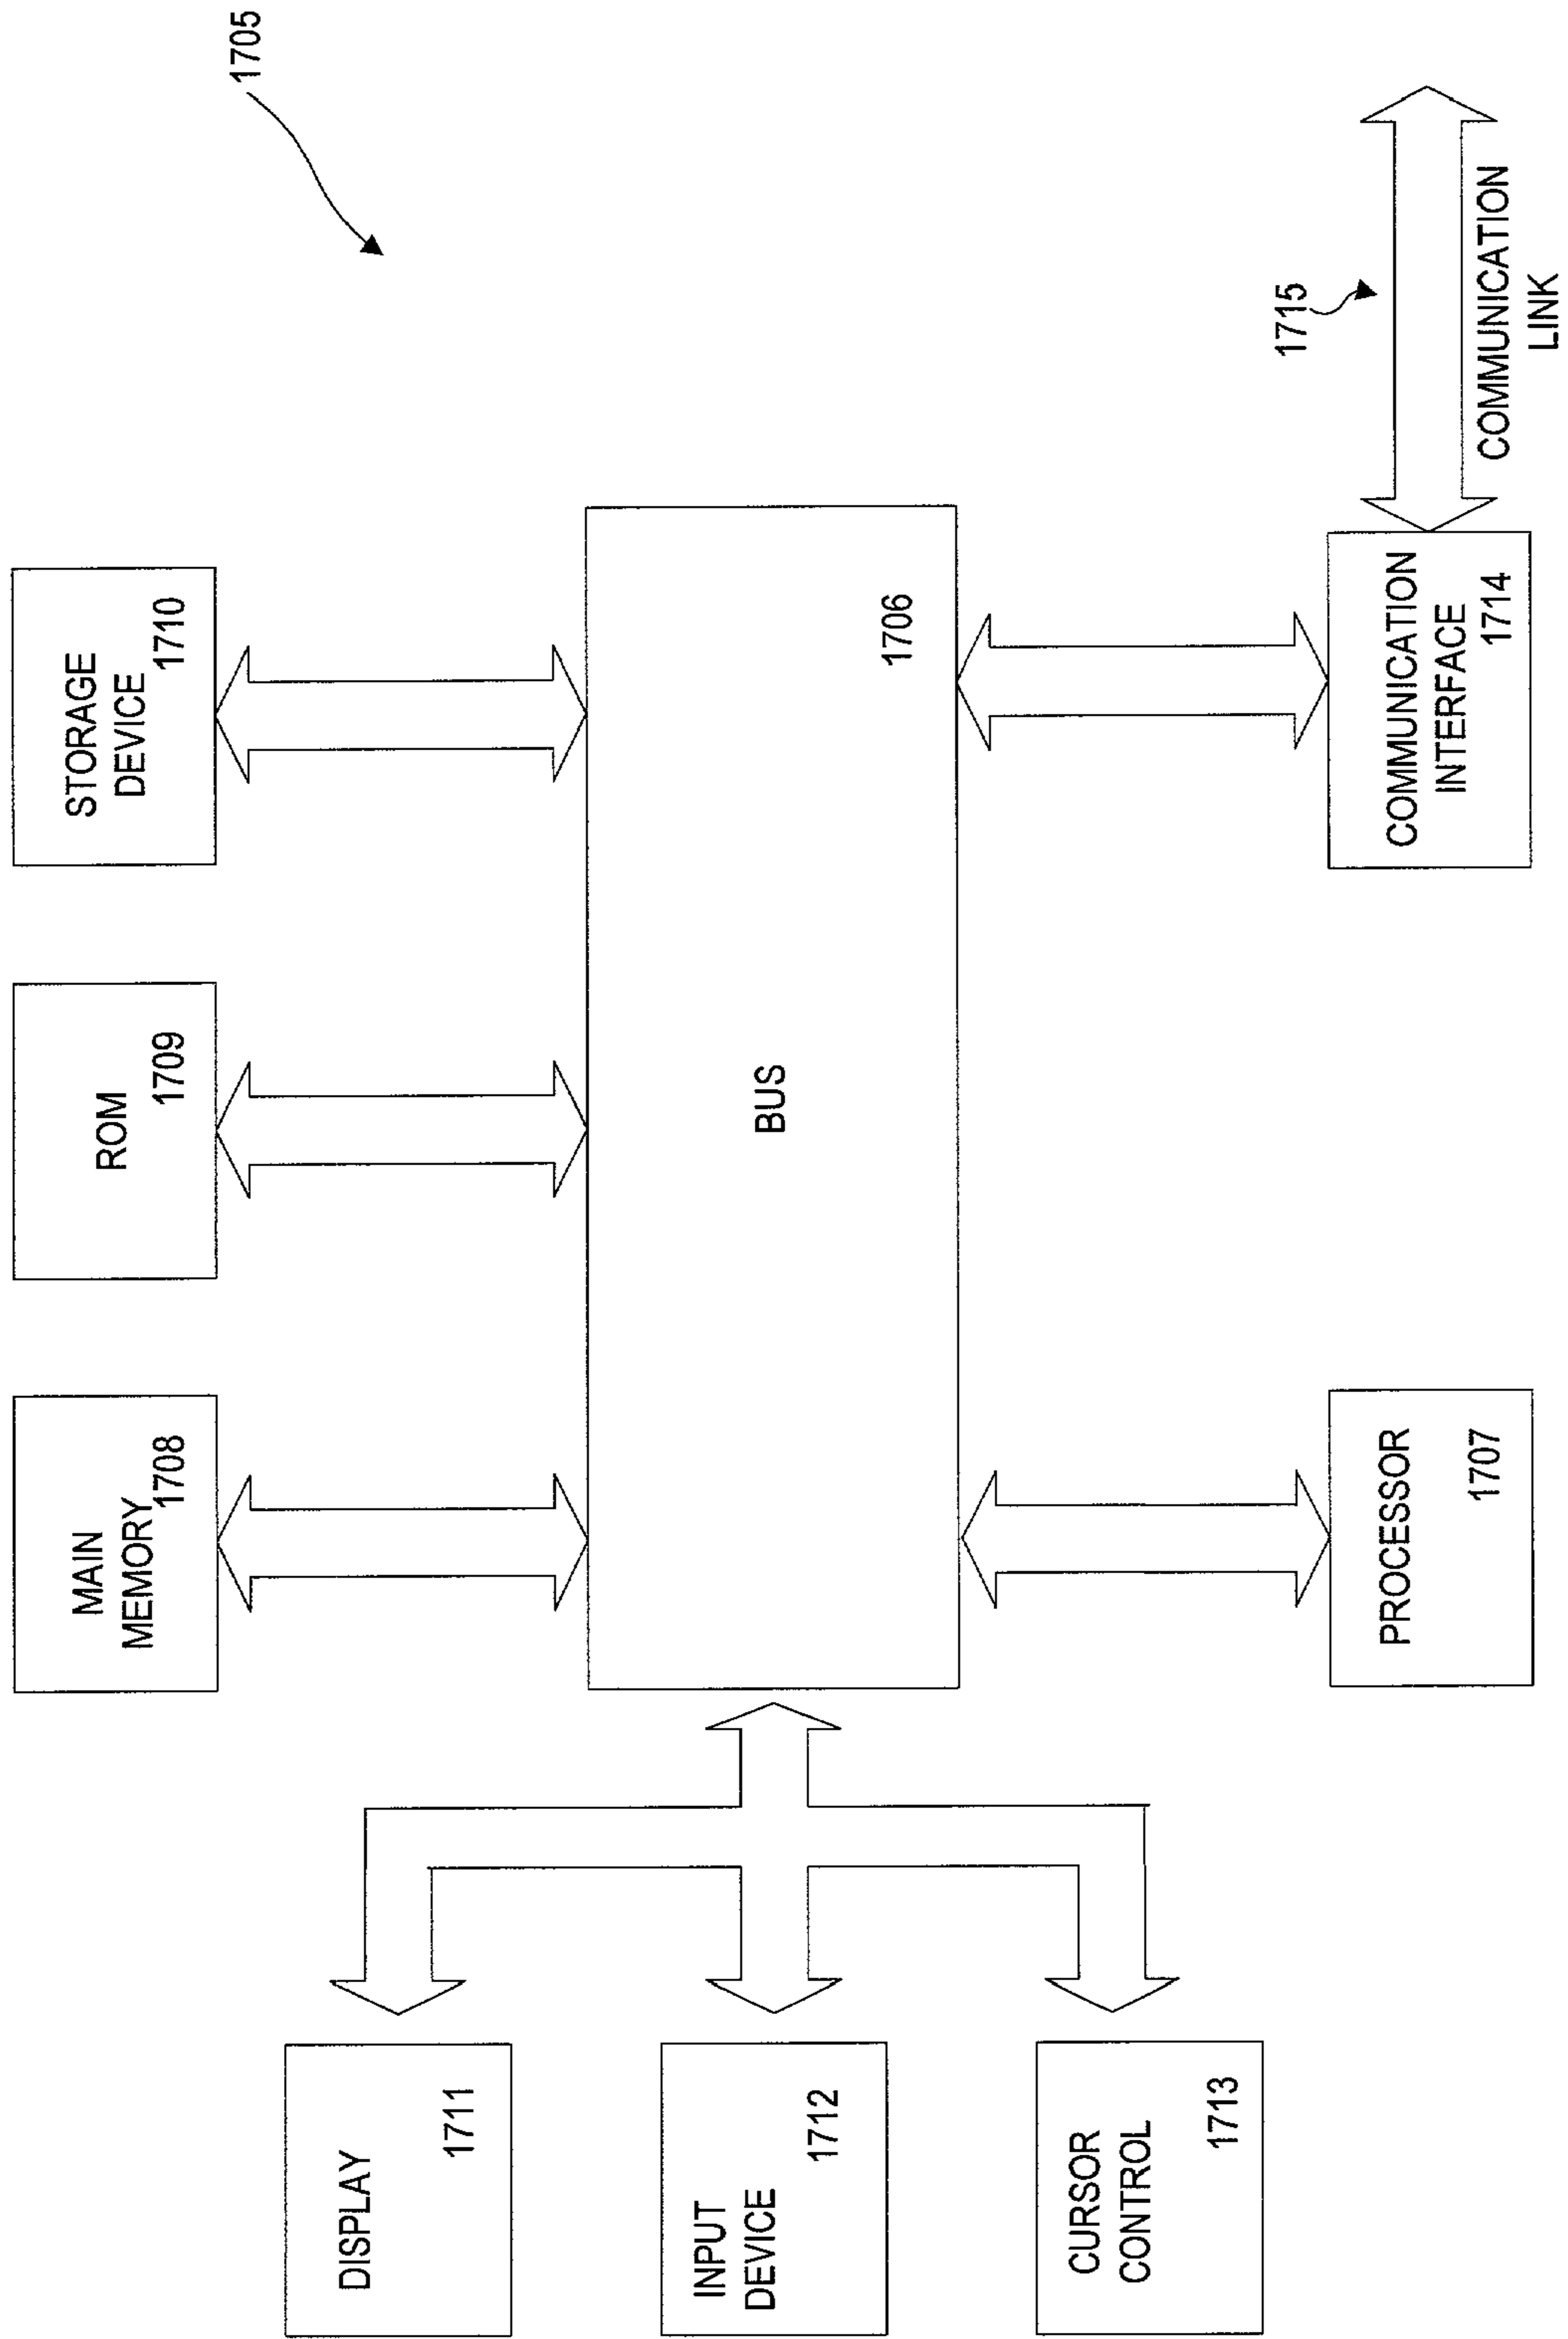 1705
MAIN
MEMORY
1708
ROM
1709
STORAGE
DEVICE
1710
DISPLAY
1711
INPUT
DEVICE
1712
CURSOR
CONTROL
1713
BUS
1706
PROCESSOR
1707
COMMUNICATION
INTERFACE
1714
1715
COMMUNICATION
LINK